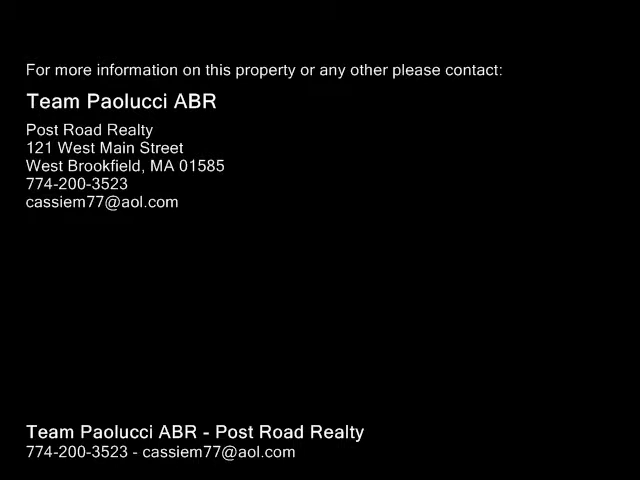 For more information on this property or any other please contact:
Team Paolucci ABR
Post Road Realty
121 West Main Street
West Brookfield, MA 01585
774-200-3523
cassiem77@aol.com
Team Paolucci ABR - Post Road Realty
774-200-3523 - cassiem77@aol.com